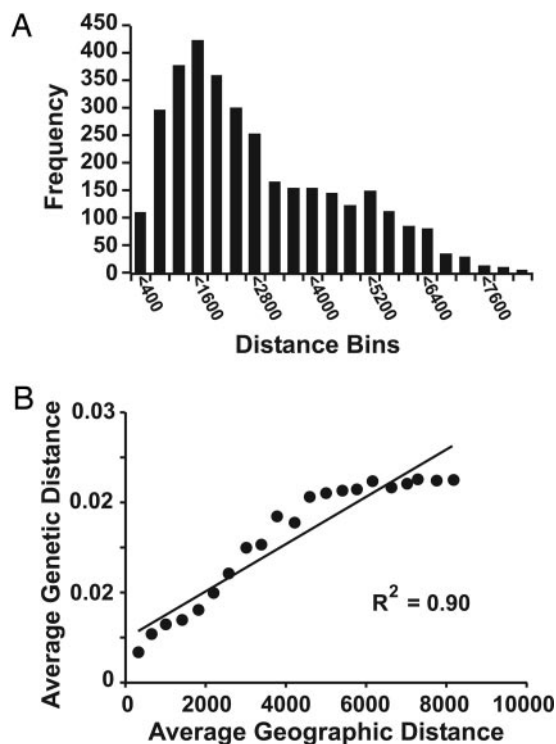 A
450
400
350
300
250
200
150
100
50
0
Frequency
≤400 ≤1600 ≤2800 ≤4000 ≤5200 ≤6400 ≤7600
Distance Bins
B
Average Genetic Distance
0.03
0.02
0.02
0
R² = 0.90
0 2000 4000 6000 8000 10000
Average Geographic Distance